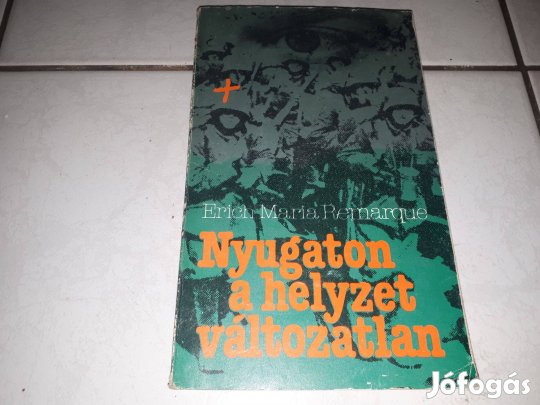 Erich Maria Remarque
Nyugaton
a helyzet
változatlan
Jófogás